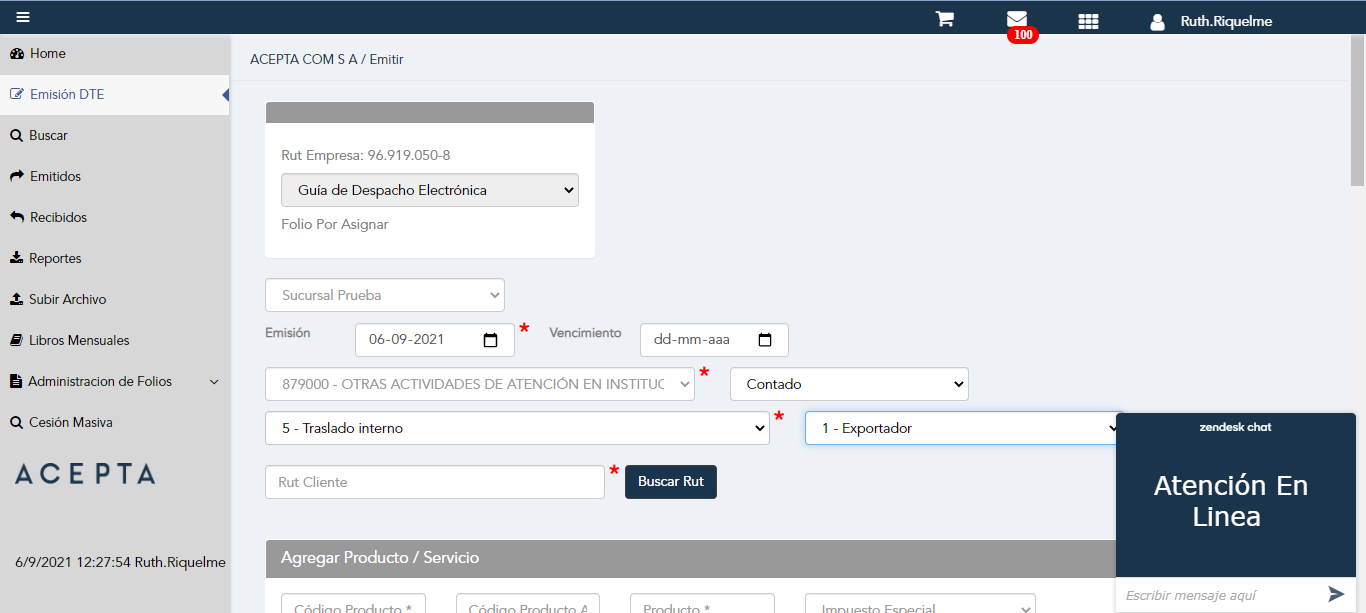 100
Ruth.Riquelme
Home
Emisión DTE
Buscar
Emitidos
Recibidos
Reportes
Subir Archivo
Libros Mensuales
Administracion de Folios
Cesión Masiva
ACEPTA
6/9/2021 12:27:54 Ruth.Riquelme
ACEPTA COM S A / Emitir
Rut Empresa: 96.919.050-8
Guía de Despacho Electrónica
Folio Por Asignar
Sucursal Prueba
Emisión 06-09-2021 * Vencimiento dd-mm-aaa
879000 - OTRAS ACTIVIDADES DE ATENCIÓN EN INSTITUC * Contado
5 - Traslado interno * 1 - Exportador
Rut Cliente * Buscar Rut
Agregar Producto / Servicio
Código Producto * Código Producto A Producto * Impuesto Especial
zendesk chat
Atención En
Linea
Escribir mensaje aquí